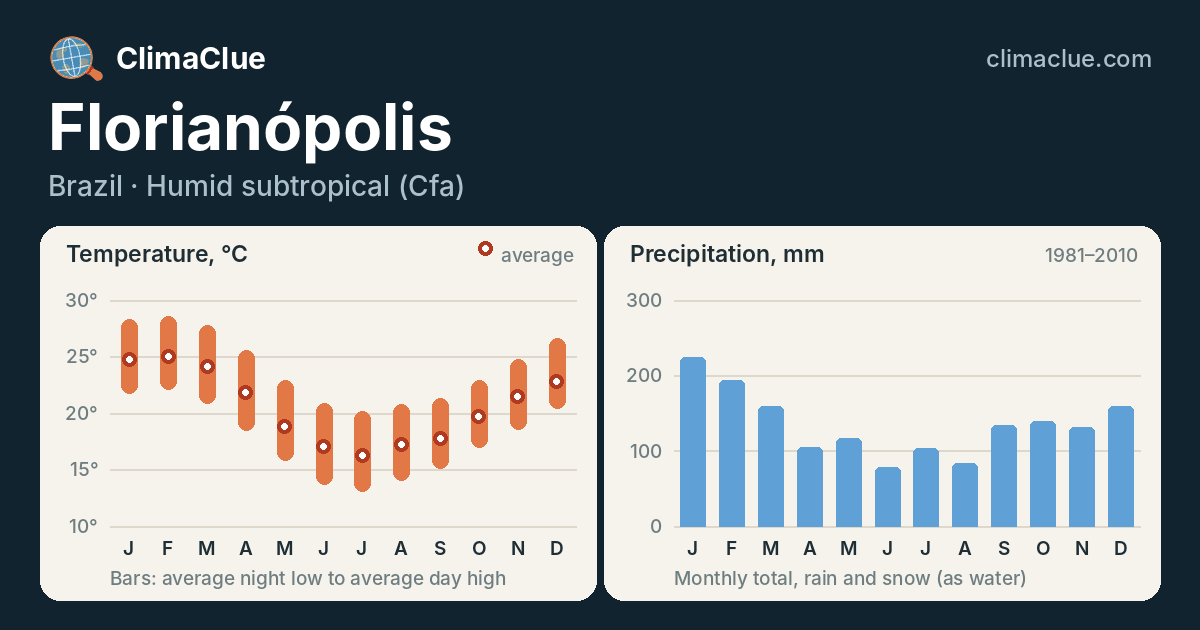 ClimaClue
climaclue.com
Florianópolis
Brazil · Humid subtropical (Cfa)
Temperature, °C
average
30°
25°
20°
15°
10°
J F M A M J J A S O N D
Bars: average night low to average day high
Precipitation, mm
1981–2010
300
200
100
0
J F M A M J J A S O N D
Monthly total, rain and snow (as water)